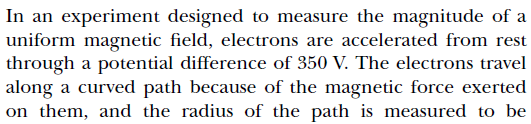 In an experiment designed to measure the magnitude of a
uniform magnetic field, electrons are accelerated from rest
through a potential difference of 350 V. The electrons travel
along a curved path because of the magnetic force exerted
on them, and the radius of the path is measured to be